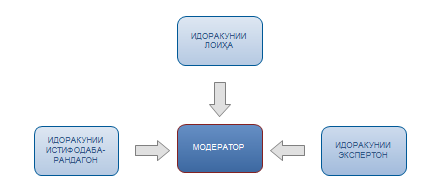 ИДОРАКУНИИ
ЛОИҲА
ИДОРАКУНИИ
ИСТИФОДАБА-
РАНДАГОН
МОДЕРАТОР
ИДОРАКУНИИ
ЭКСПЕРТОН